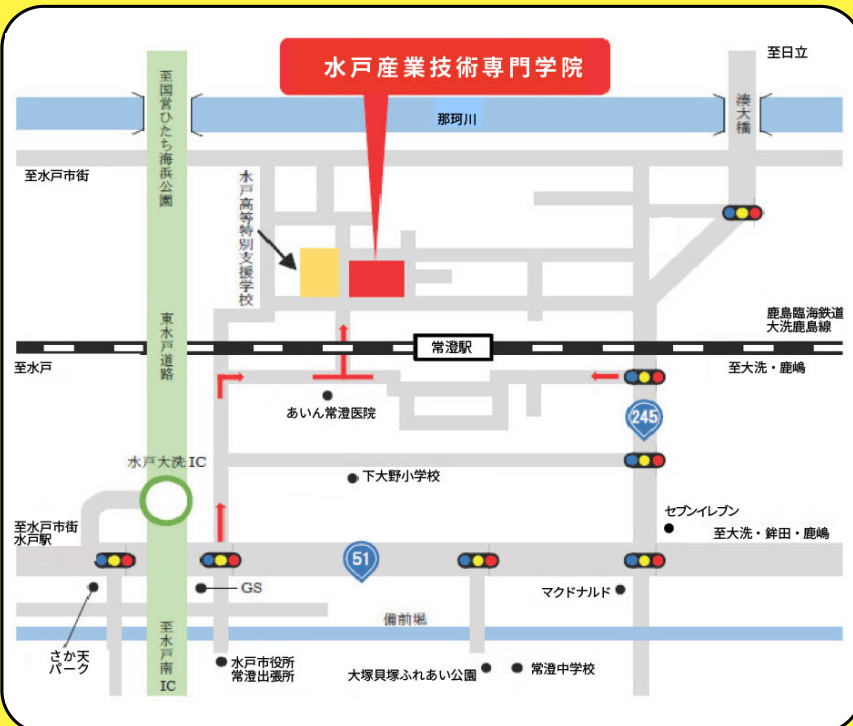 水戸産業技術専門学院
至日立
至国営ひたち海浜公園
那珂川
湊大橋
至水戸市街
水戸高等特別支援学校
東水戸道路
鹿島臨海鉄道
大洗鹿島線
常澄駅
至水戸
至大洗・鹿嶋
あいん常澄医院
245
水戸大洗IC
下大野小学校
セブンイレブン
至水戸市街
水戸駅
至大洗・鉾田・鹿嶋
51
GS
マクドナルド
備前堀
さか天
パーク
至水戸南IC
水戸市役所
常澄出張所
大塚貝塚ふれあい公園
常澄中学校